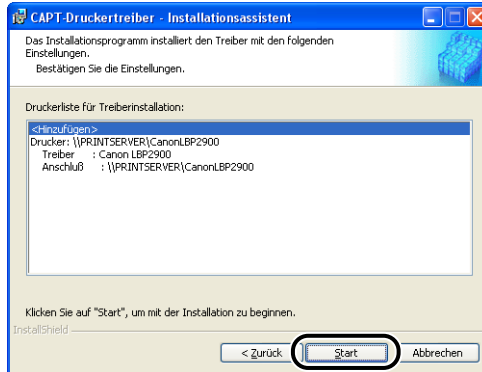 CAPT-Druckertreiber - Installationsassistent
Das Installationsprogramm installiert den Treiber mit den folgenden
Einstellungen.
Bestätigen Sie die Einstellungen.
Druckerliste für Treiberinstallation:
<Hinzufügen>
Drucker: \\PRINTSERVER\CanonLBP2900
Treiber : Canon LBP2900
Anschluß : \\PRINTSERVER\CanonLBP2900
Klicken Sie auf "Start", um mit der Installation zu beginnen.
InstallShield
< Zurück Start Abbrechen